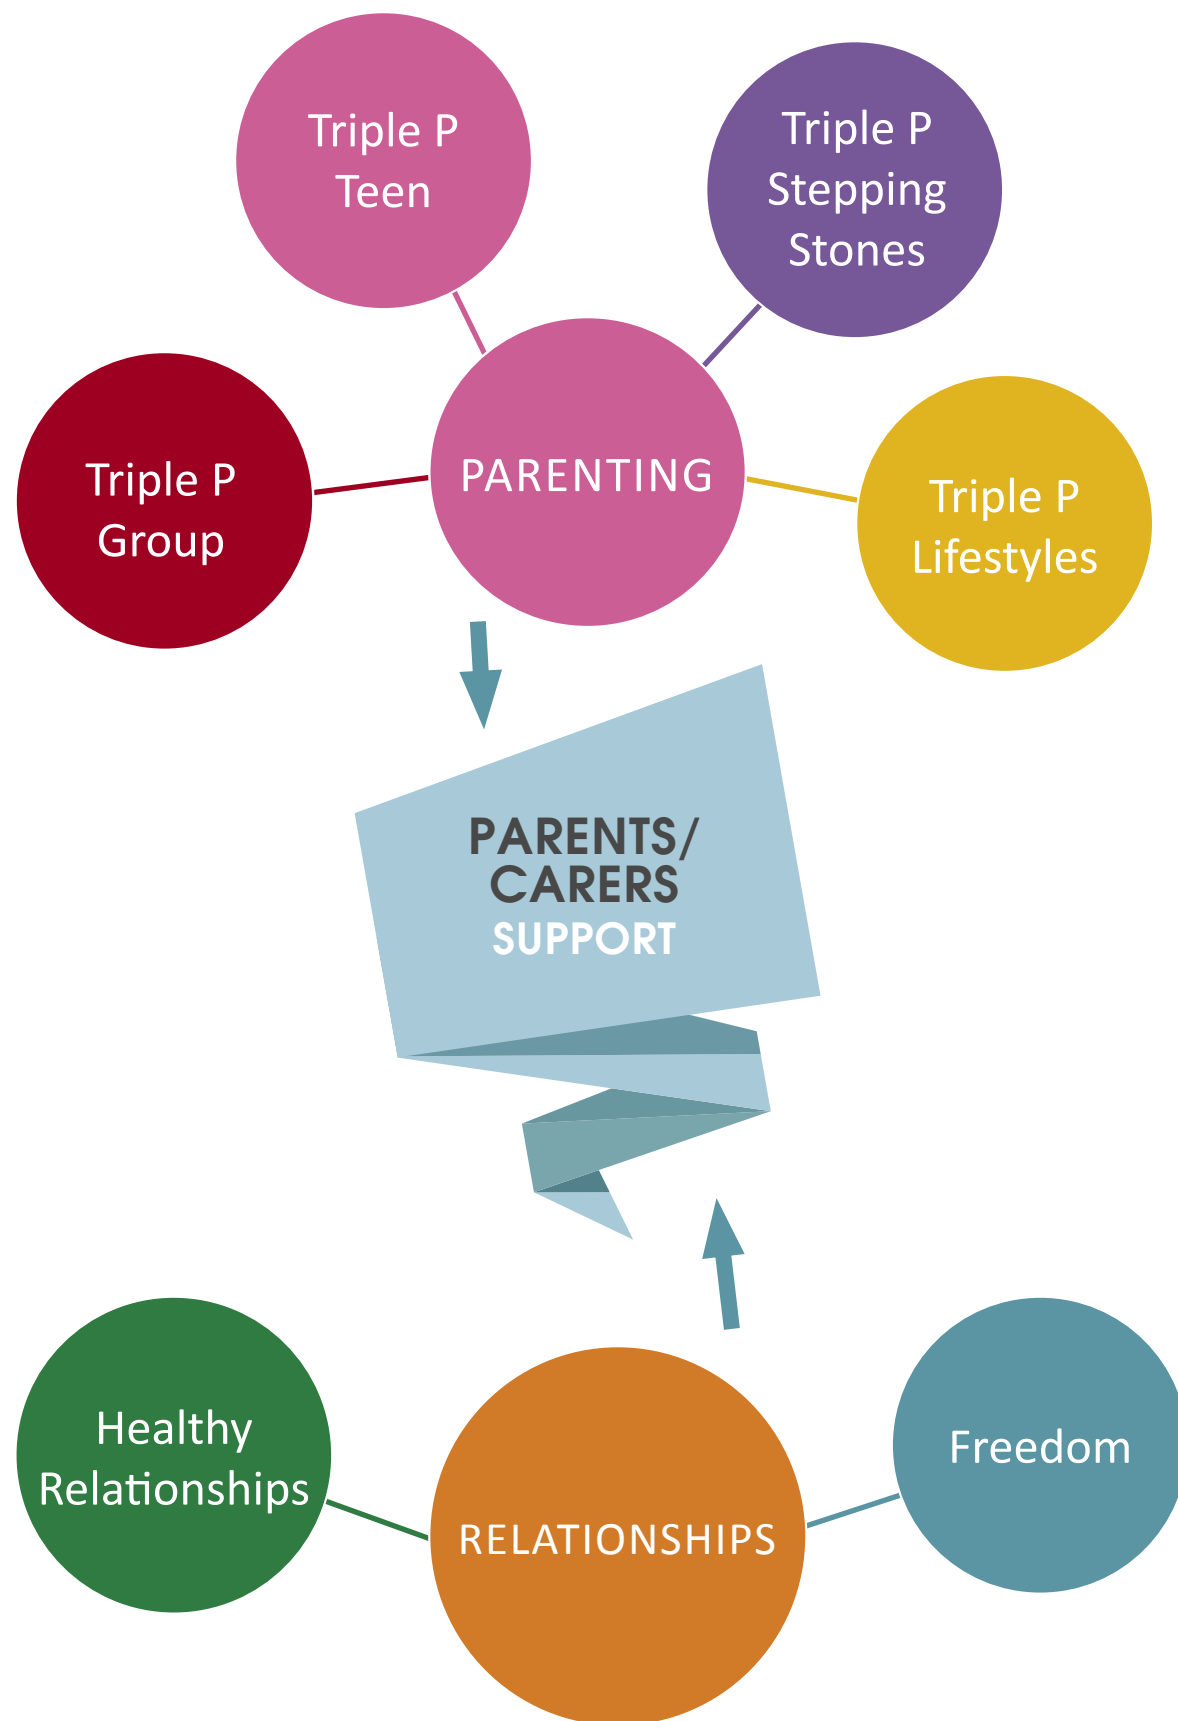 Triple P
Teen
Triple P
Stepping
Stones
Triple P
Group
PARENTING
Triple P
Lifestyles
PARENTS/
CARERS
SUPPORT
Healthy
Relationships
RELATIONSHIPS
Freedom